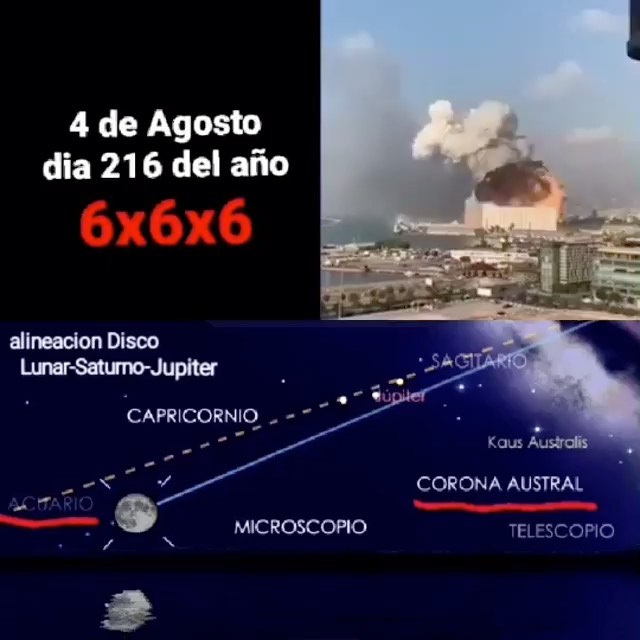 4 de Agosto
dia 216 del año
6x6x6
alineacion Disco
Lunar-Saturno-Jupiter
SAGITARIO
Júpiter
CAPRICORNIO
Kaus Australis
CORONA AUSTRAL
ACUARIO
MICROSCOPIO
TELESCOPIO